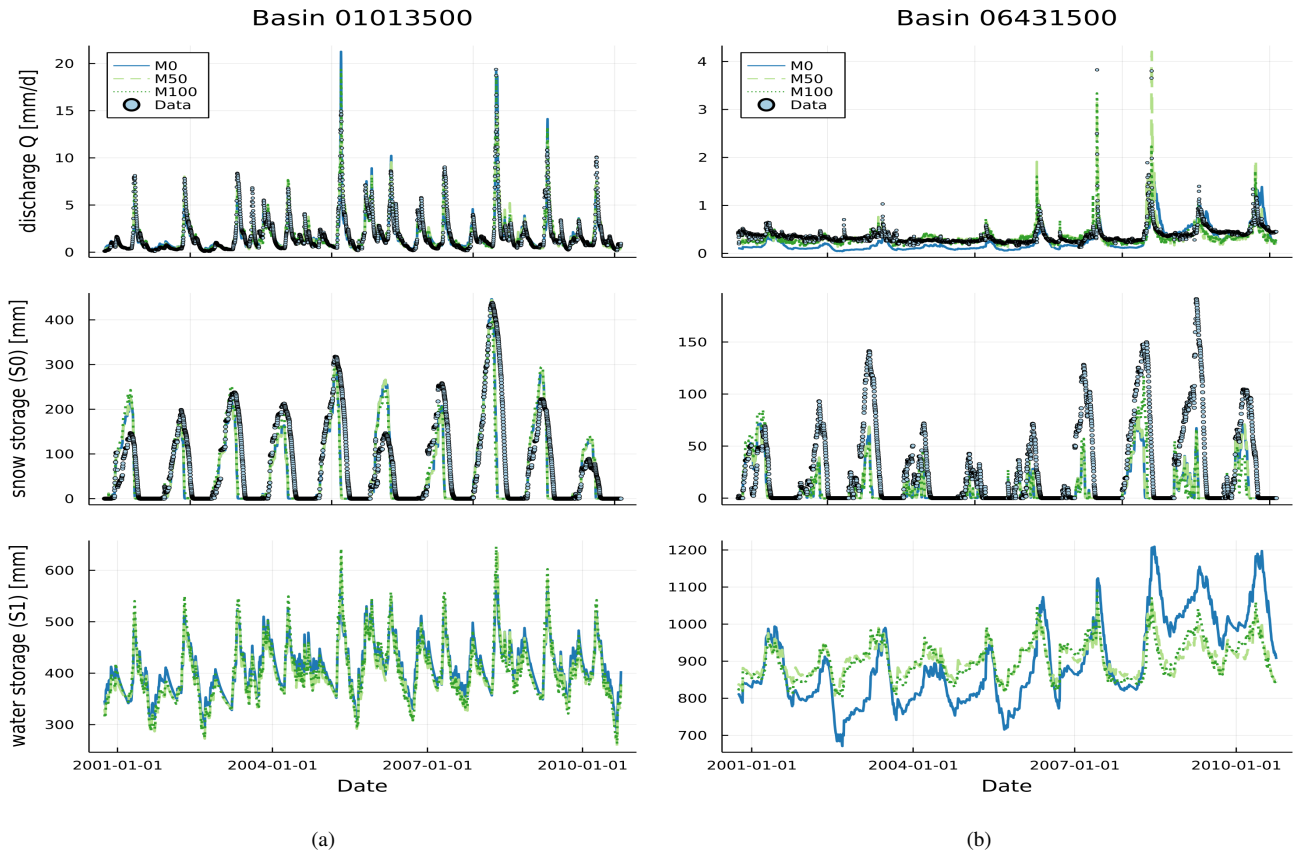 Basin 01013500
Basin 06431500
discharge Q [mm/d]
20
15
10
5
0
M0
M50
M100
Data
4
3
2
1
0
M0
M50
M100
Data
snow storage (S0) [mm]
400
300
200
100
0
150
100
50
0
water storage (S1) [mm]
600
500
400
300
1200
1100
1000
900
800
700
2001-01-01 2004-01-01 2007-01-01 2010-01-01
2001-01-01 2004-01-01 2007-01-01 2010-01-01
Date
Date
(a)
(b)